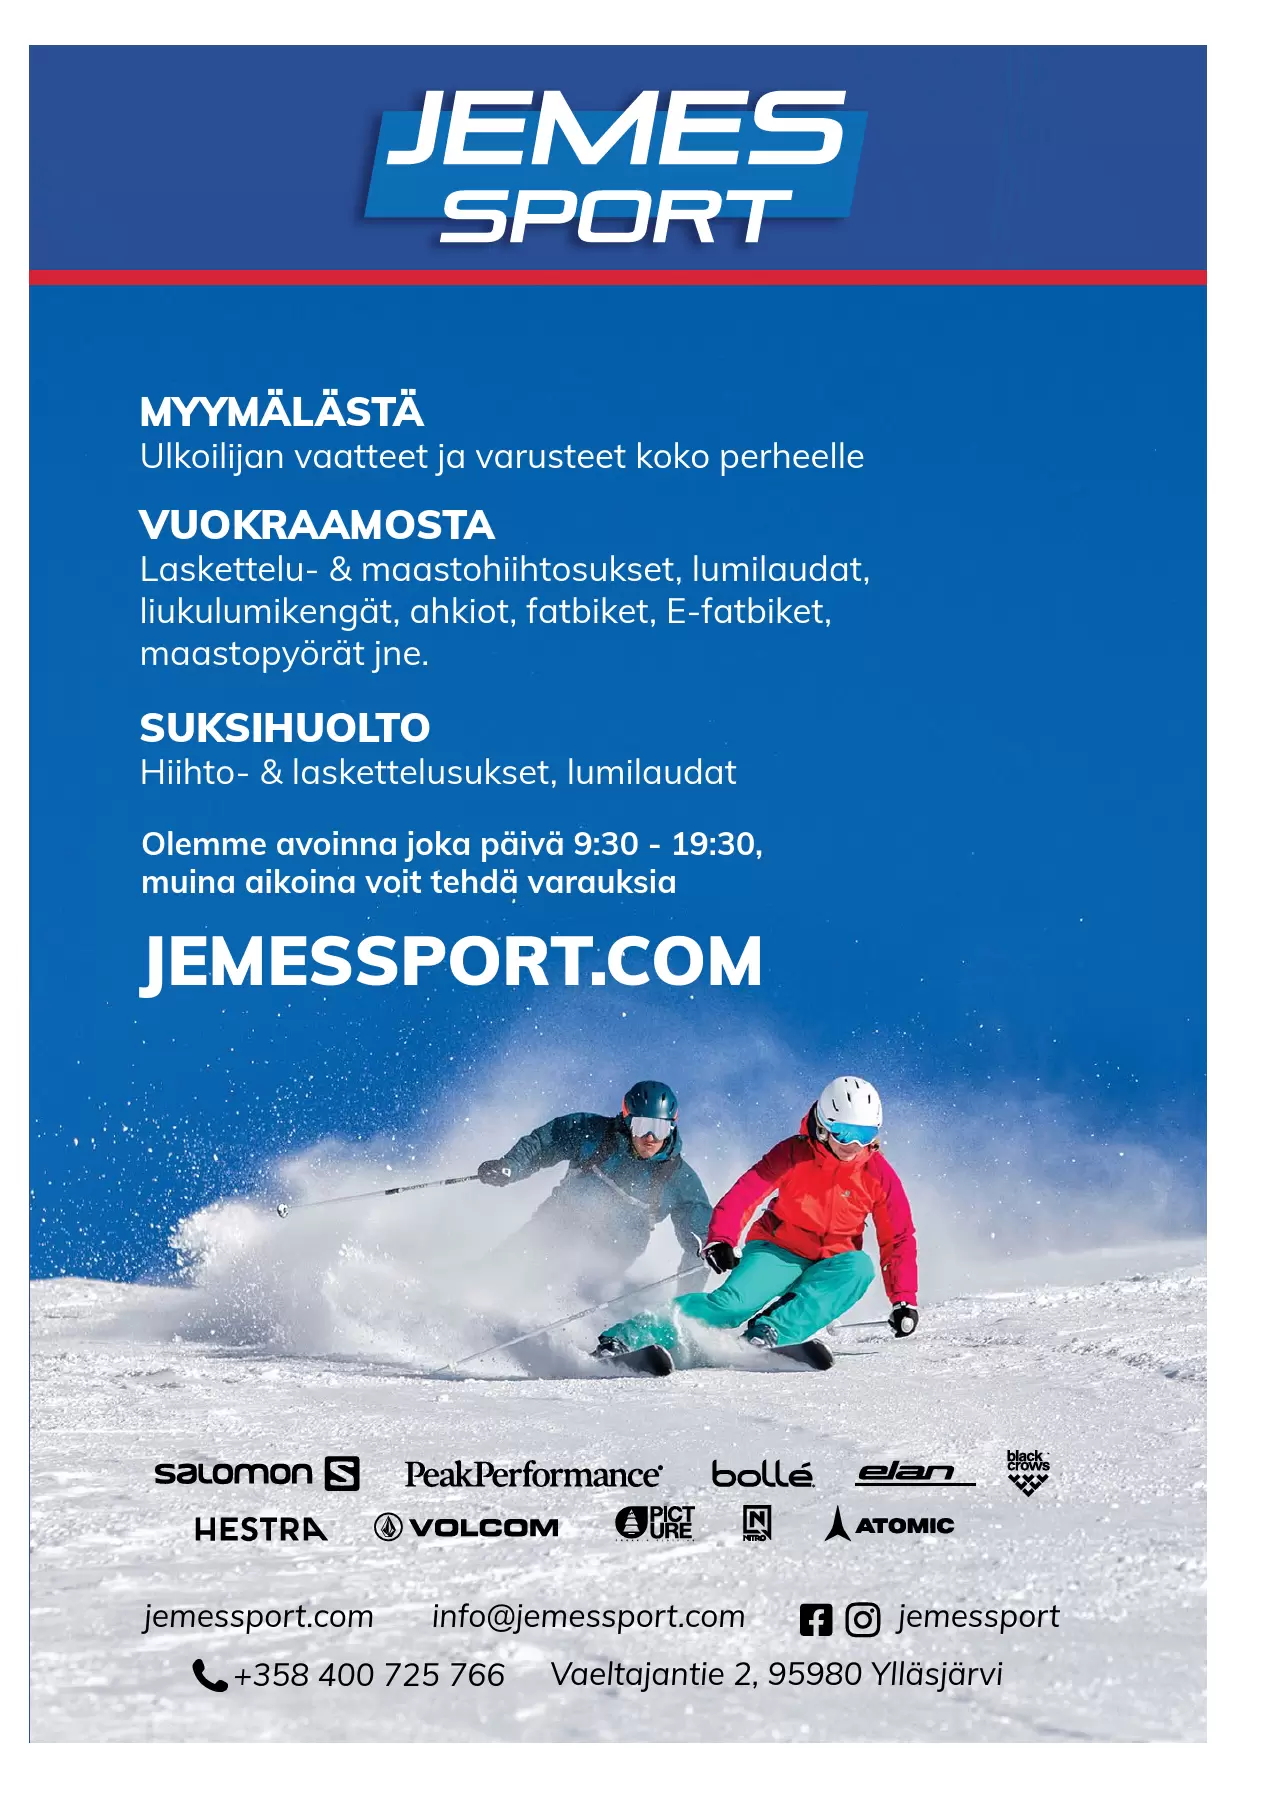 JEMES
SPORT
MYYMÄLÄSTÄ
Ulkoilijan vaatteet ja varusteet koko perheelle
VUOKRAAMOSTA
Laskettelu- & maastohiihtosukset, lumilaudat,
liukulumikengät, ahkiot, fatbiket, E-fatbiket,
maastopyörät jne.
SUKSIHUOLTO
Hiihto- & laskettelusukset, lumilaudat
Olemme avoinna joka päivä 9:30 - 19:30,
muina aikoina voit tehdä varauksia
JEMESSPORT.COM
SALOMON S PeakPerformance bollé elan black crows
HESTRA VOLCOM PICTURE N NITRO ATOMIC
jemessport.com info@jemessport.com jemessport
+358 400 725 766 Vaeltajantie 2, 95980 Ylläsjärvi